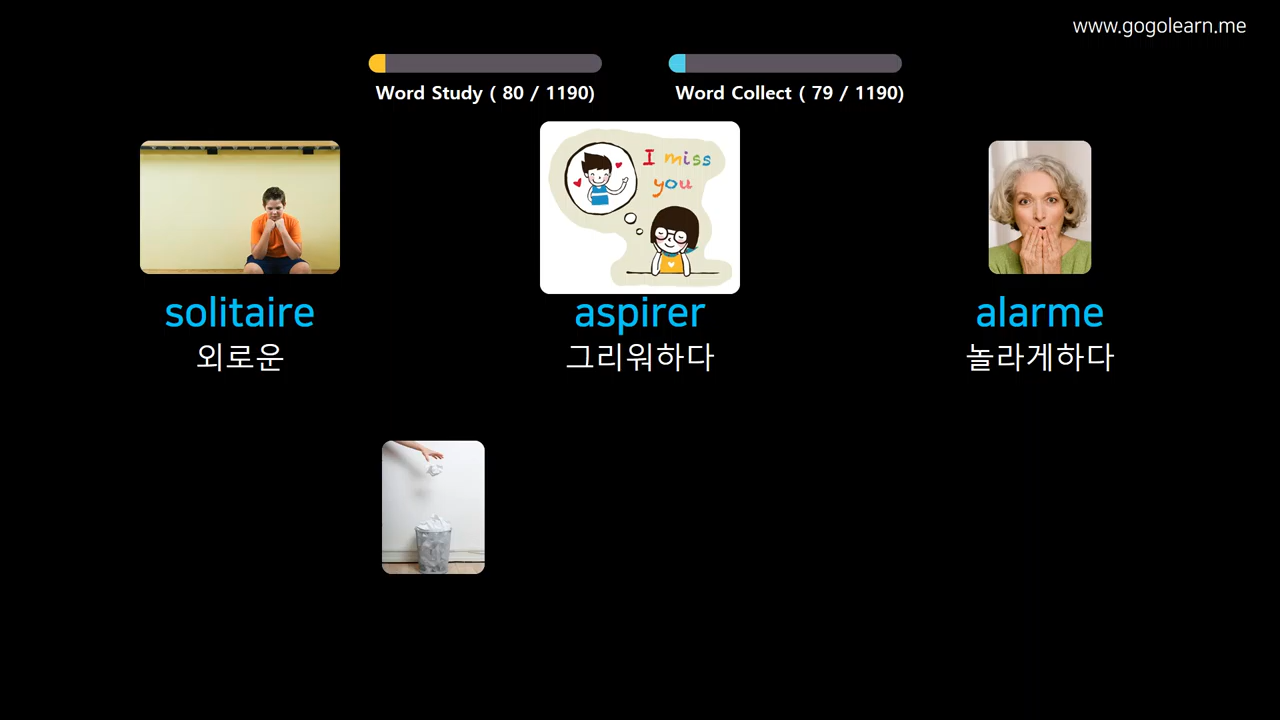 www.gogolearn.me
Word Study ( 80 / 1190)
Word Collect ( 79 / 1190)
I miss
you
solitaire
외로운
aspirer
그리워하다
alarme
놀라게하다